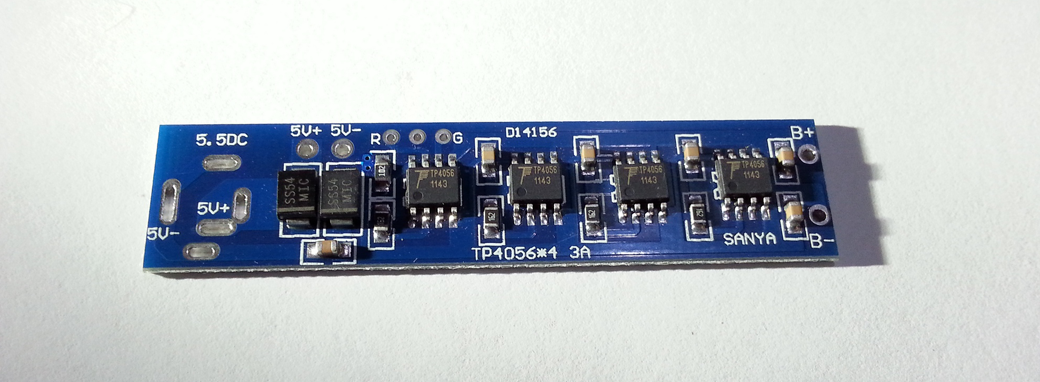 5.5DC
5V+ 5V-
R G
D14156
B+
SS54
MIC
SS54
MIC
TP4056
1143
TP4056
1143
TP4056
1143
TP4056
1143
5V+
5V-
TP4056*4 3A
SANYA
B-